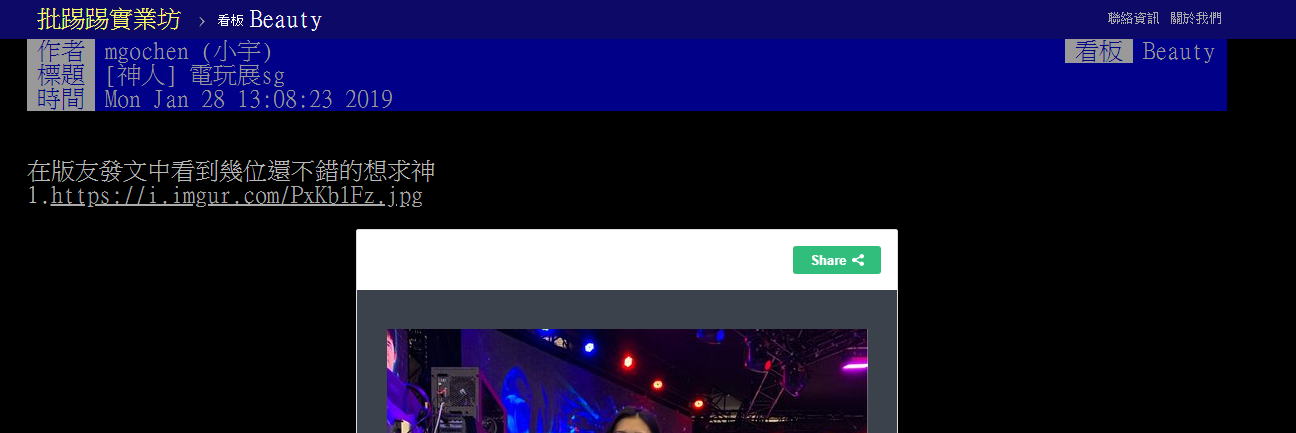 批踢踢實業坊 › 看板 Beauty 聯絡資訊 關於我們
作者 mgochen (小宇) 看板 Beauty
標題 [神人] 電玩展sg
時間 Mon Jan 28 13:08:23 2019
在版友發文中看到幾位還不錯的想求神
1.https://i.imgur.com/PxKb1Fz.jpg
Share